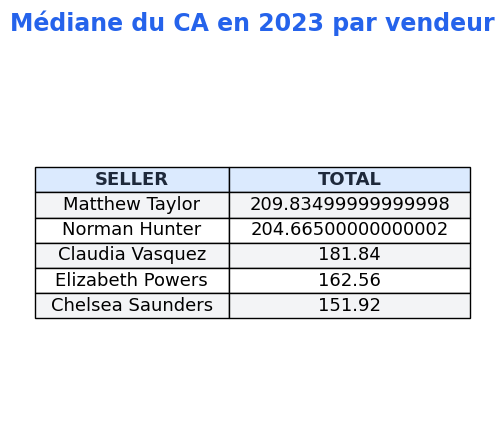 Médiane du CA en 2023 par vendeur
SELLER TOTAL
Matthew Taylor 209.83499999999998
Norman Hunter 204.66500000000002
Claudia Vasquez 181.84
Elizabeth Powers 162.56
Chelsea Saunders 151.92